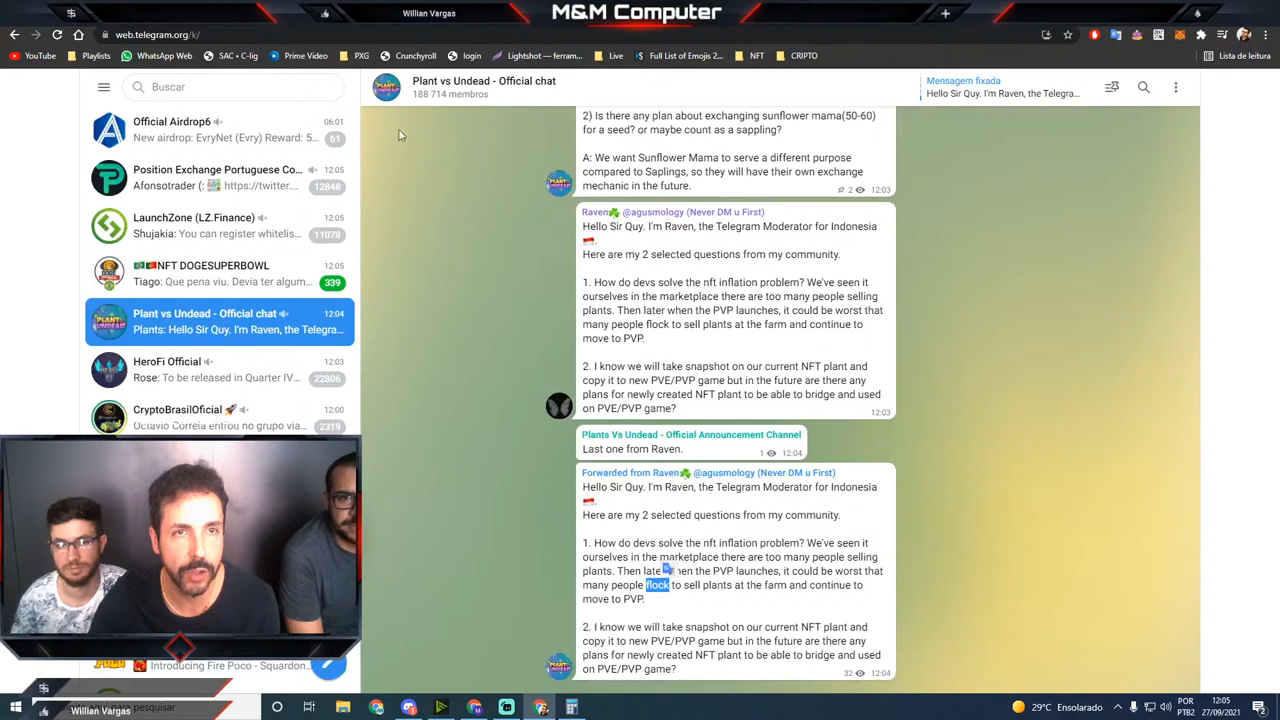 Willian Vargas
M&M Computer
web.telegram.org/k/
YouTube
Playlists
WhatsApp Web
SAC • C-lig
Prime Video
PXG
Crunchyroll
login
Lightshot — ferram...
Live
Full List of Emojis 2...
NFT
CRIPTO
Lista de leitura
Buscar
Plant vs Undead - Official chat
188 714 membros
Mensagem fixada
Hello Sir Quy. I'm Raven, the Telegra...
Official Airdrop6
06:01
New airdrop: EvryNet (Evry) Reward: 5...
61
Position Exchange Portuguese Co...
12:05
Afonsotrader (: https://twitter....
12848
LaunchZone (LZ.Finance)
12:05
Shujakia: You can register whitelis...
11078
NFT DOGESUPERBOWL
12:05
Tiago: Que pena viu. Devia ter algum...
339
Plant vs Undead - Official chat
12:04
Plants: Hello Sir Quy. I'm Raven, the Telegra...
HeroFi Official
12:03
Rose: To be released in Quarter IV...
22806
CryptoBrasilOficial
12:00
Octavio Correia entrou no grupo via...
2319
Introducing Fire Poco - Squardon...
2) Is there any plan about exchanging sunflower mama(50-60)
for a seed? or maybe count as a sappling?
A: We want Sunflower Mama to serve a different purpose
compared to Saplings, so they will have their own exchange
mechanic in the future.
2
12:03
Raven @agusmology (Never DM u First)
Hello Sir Quy. I'm Raven, the Telegram Moderator for Indonesia
.
Here are my 2 selected questions from my community.
1. How do devs solve the nft inflation problem? We've seen it
ourselves in the marketplace there are too many people selling
plants. Then later when the PVP launches, it could be worst that
many people flock to sell plants at the farm and continue to
move to PVP.
2. I know we will take snapshot on our current NFT plant and
copy it to new PVE/PVP game but in the future are there any
plans for newly created NFT plant to be able to bridge and used
on PVE/PVP game?
12:03
Plants Vs Undead - Official Announcement Channel
Last one from Raven.
1
12:04
Forwarded from Raven @agusmology (Never DM u First)
Hello Sir Quy. I'm Raven, the Telegram Moderator for Indonesia
.
Here are my 2 selected questions from my community.
1. How do devs solve the nft inflation problem? We've seen it
ourselves in the marketplace there are too many people selling
plants. Then late hen the PVP launches, it could be worst that
many people flock to sell plants at the farm and continue to
move to PVP.
2. I know we will take snapshot on our current NFT plant and
copy it to new PVE/PVP game but in the future are there any
plans for newly created NFT plant to be able to bridge and used
on PVE/PVP game?
32
12:04
Willian Vargas
aqui para pesquisar
29°C Ensolarado
POR
PTB2
12:05
27/09/2021